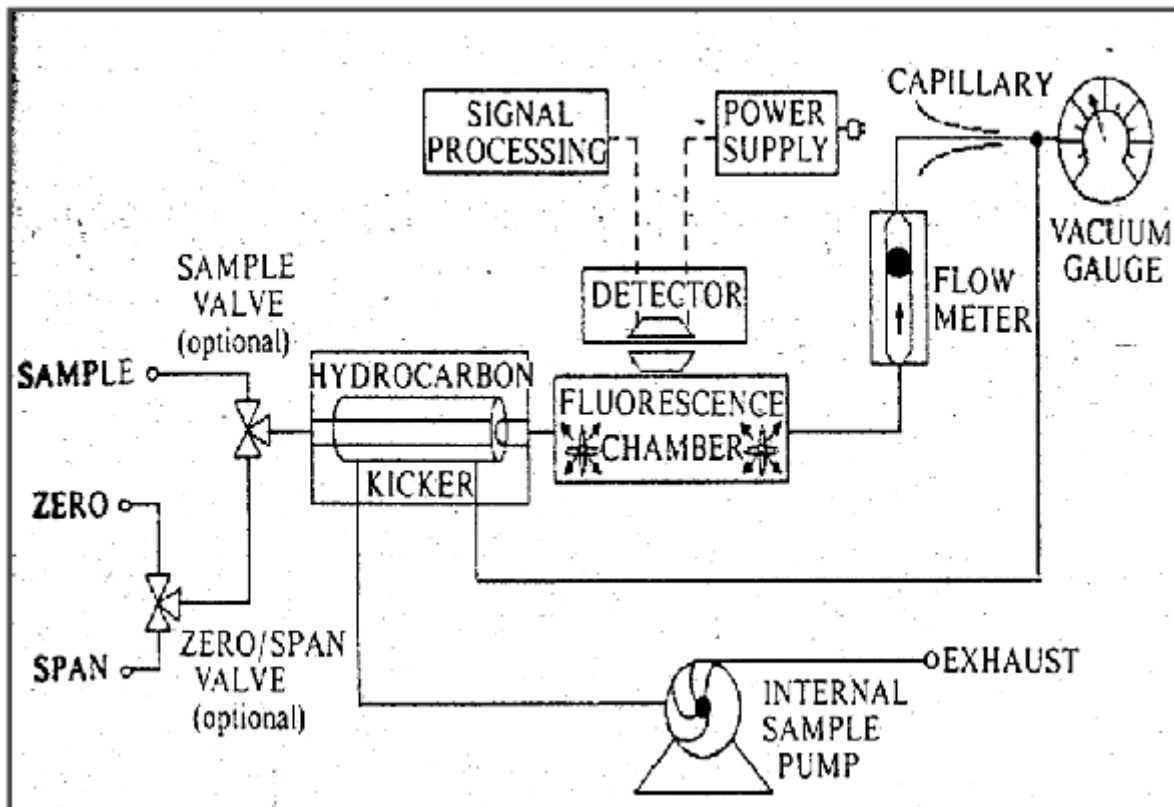 CAPILLARY
SIGNAL
PROCESSING
POWER
SUPPLY
VACUUM
GAUGE
SAMPLE
VALVE
(optional)
DETECTOR
FLOW
METER
SAMPLE
HYDROCARBON
KICKER
FLUORESCENCE
CHAMBER
ZERO
SPAN
ZERO/SPAN
VALVE
(optional)
EXHAUST
INTERNAL
SAMPLE
PUMP